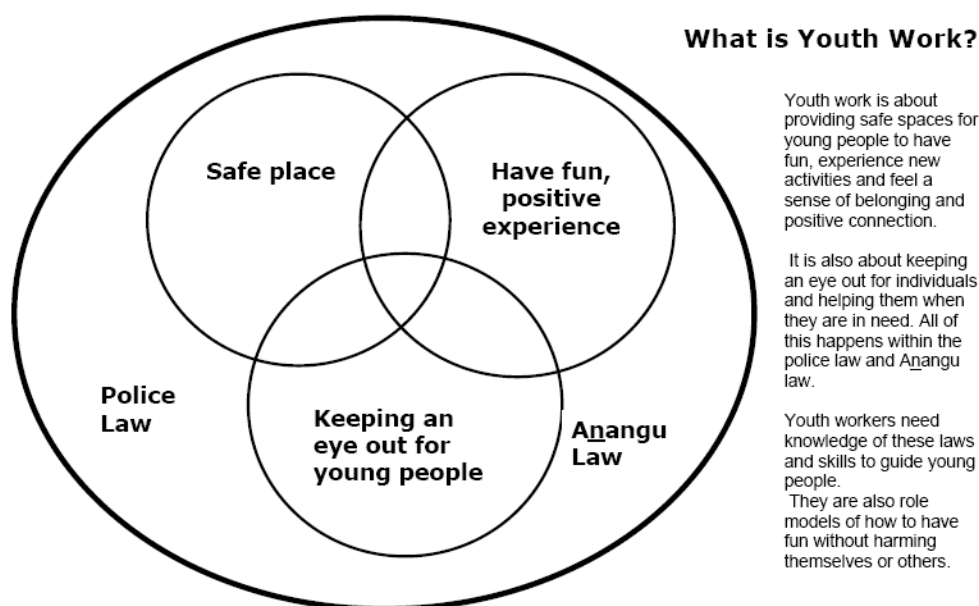 What is Youth Work?
Safe place
Have fun,
positive
experience
Police
Law
Keeping an
eye out for
young people
Aṉangu
Law
Youth work is about
providing safe spaces for
young people to have
fun, experience new
activities and feel a
sense of belonging and
positive connection.
It is also about keeping
an eye out for individuals
and helping them when
they are in need. All of
this happens within the
police law and Aṉangu
law.
Youth workers need
knowledge of these laws
and skills to guide young
people.
They are also role
models of how to have
fun without harming
themselves or others.